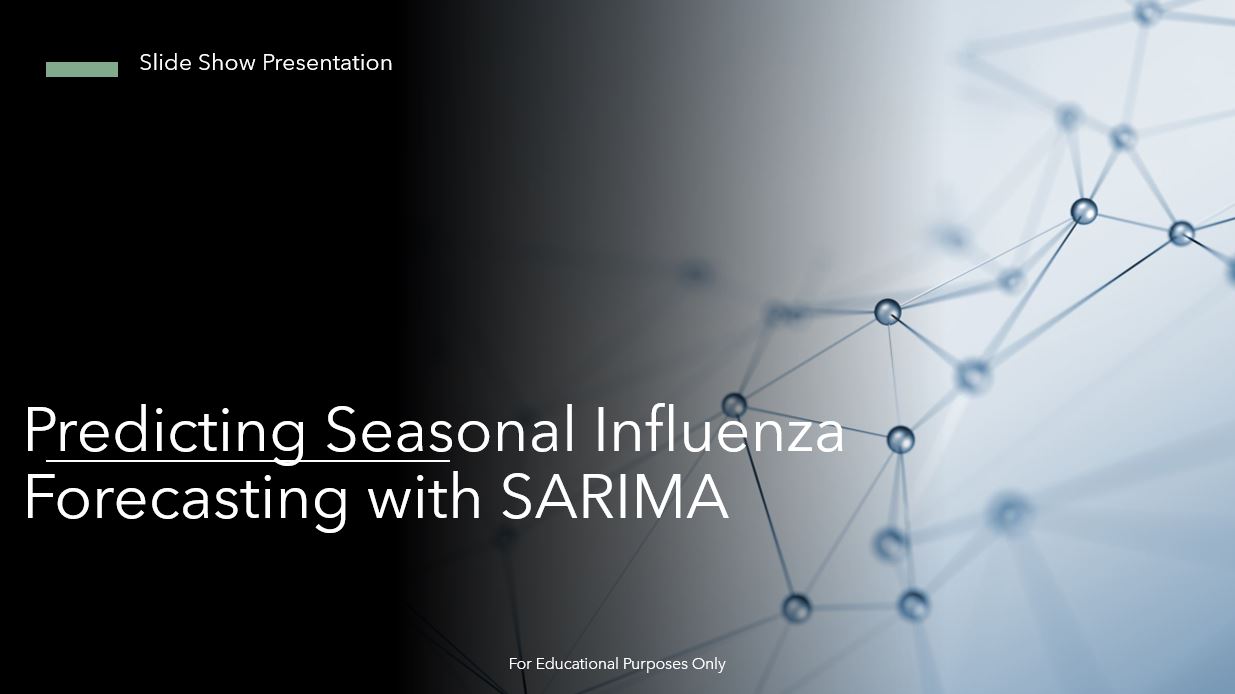 Slide Show Presentation
Predicting Seasonal Influenza
Forecasting with SARIMA
For Educational Purposes Only